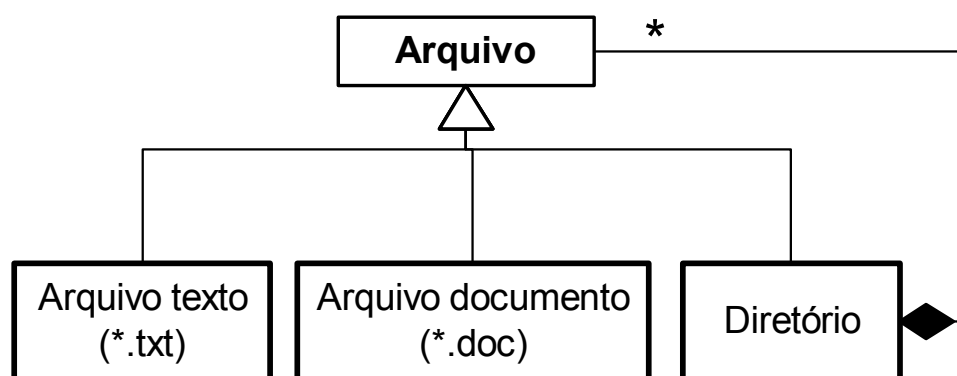 Arquivo
*
Arquivo texto
(*.txt)
Arquivo documento
(*.doc)
Diretório